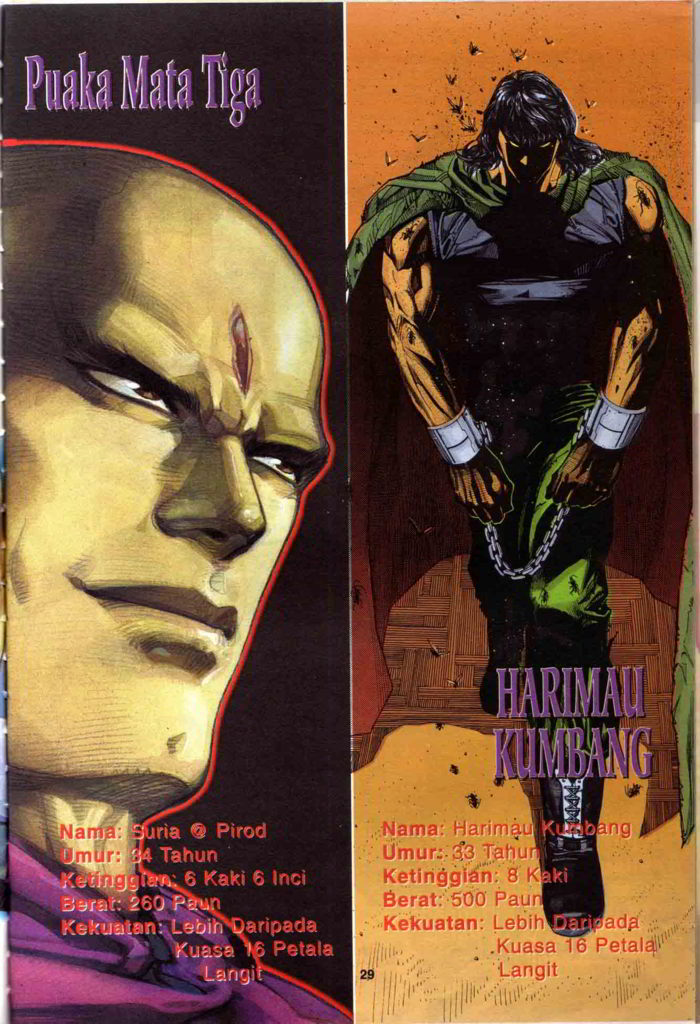 Puaka Mata Tiga
Nama: Suria @ Pirod
Umur: 34 Tahun
Ketinggian: 6 Kaki 6 Inci
Berat: 260 Paun
Kekuatan: Lebih Daripada
Kuasa 16 Petala
Langit
HARIMAU
KUMBANG
Nama: Harimau Kumbang
Umur: 33 Tahun
Ketinggian: 8 Kaki
Berat: 500 Paun
Kekuatan: Lebih Daripada
Kuasa 16 Petala
Langit
29